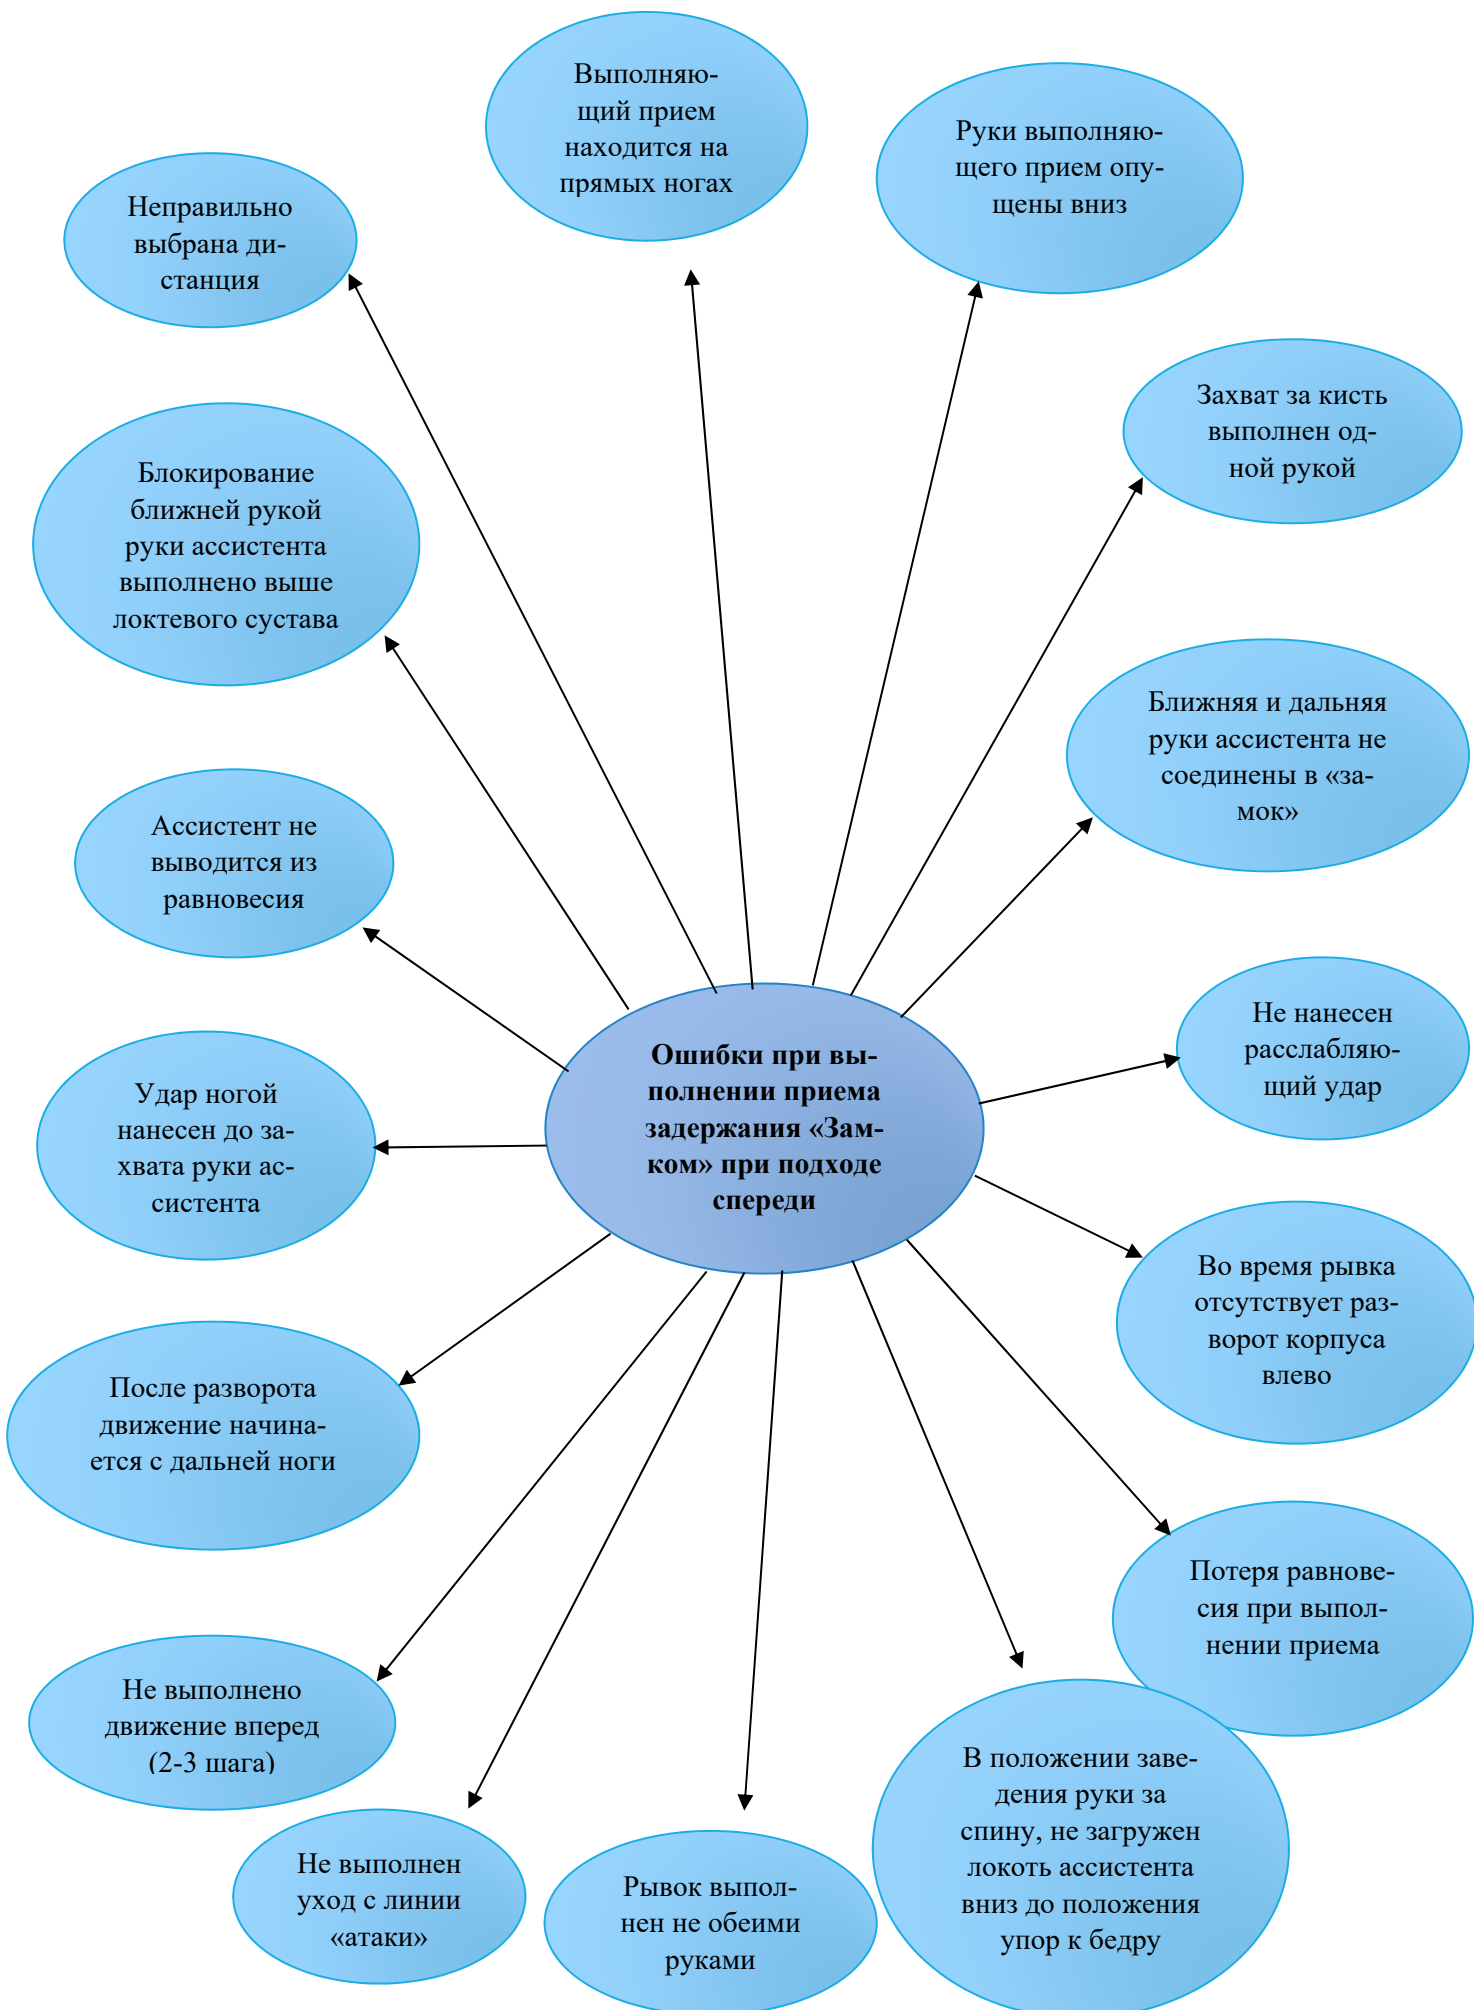 Выполняю-
щий прием
находится на
прямых ногах
Руки выполняю-
щего прием опу-
щены вниз
Неправильно
выбрана ди-
станция
Захват за кисть
выполнен од-
ной рукой
Блокирование
ближней рукой
руки ассистента
выполнено выше
локтевого сустава
Ближняя и дальняя
руки ассистента не
соединены в «за-
мок»
Ассистент не
выводится из
равновесия
Не нанесен
расслабляю-
щий удар
Ошибки при вы-
полнении приема
задержания «Зам-
ком» при подходе
спереди
Удар ногой
нанесен до за-
хвата руки ас-
систента
Во время рывка
отсутствует раз-
ворот корпуса
влево
После разворота
движение начина-
ется с дальней ноги
Потеря равнове-
сия при выпол-
нении приема
Не выполнено
движение вперед
(2-3 шага)
В положении заве-
дения руки за
спину, не загружен
локоть ассистента
вниз до положения
упор к бедру
Не выполнен
уход с линии
«атаки»
Рывок выпол-
нен не обеими
руками